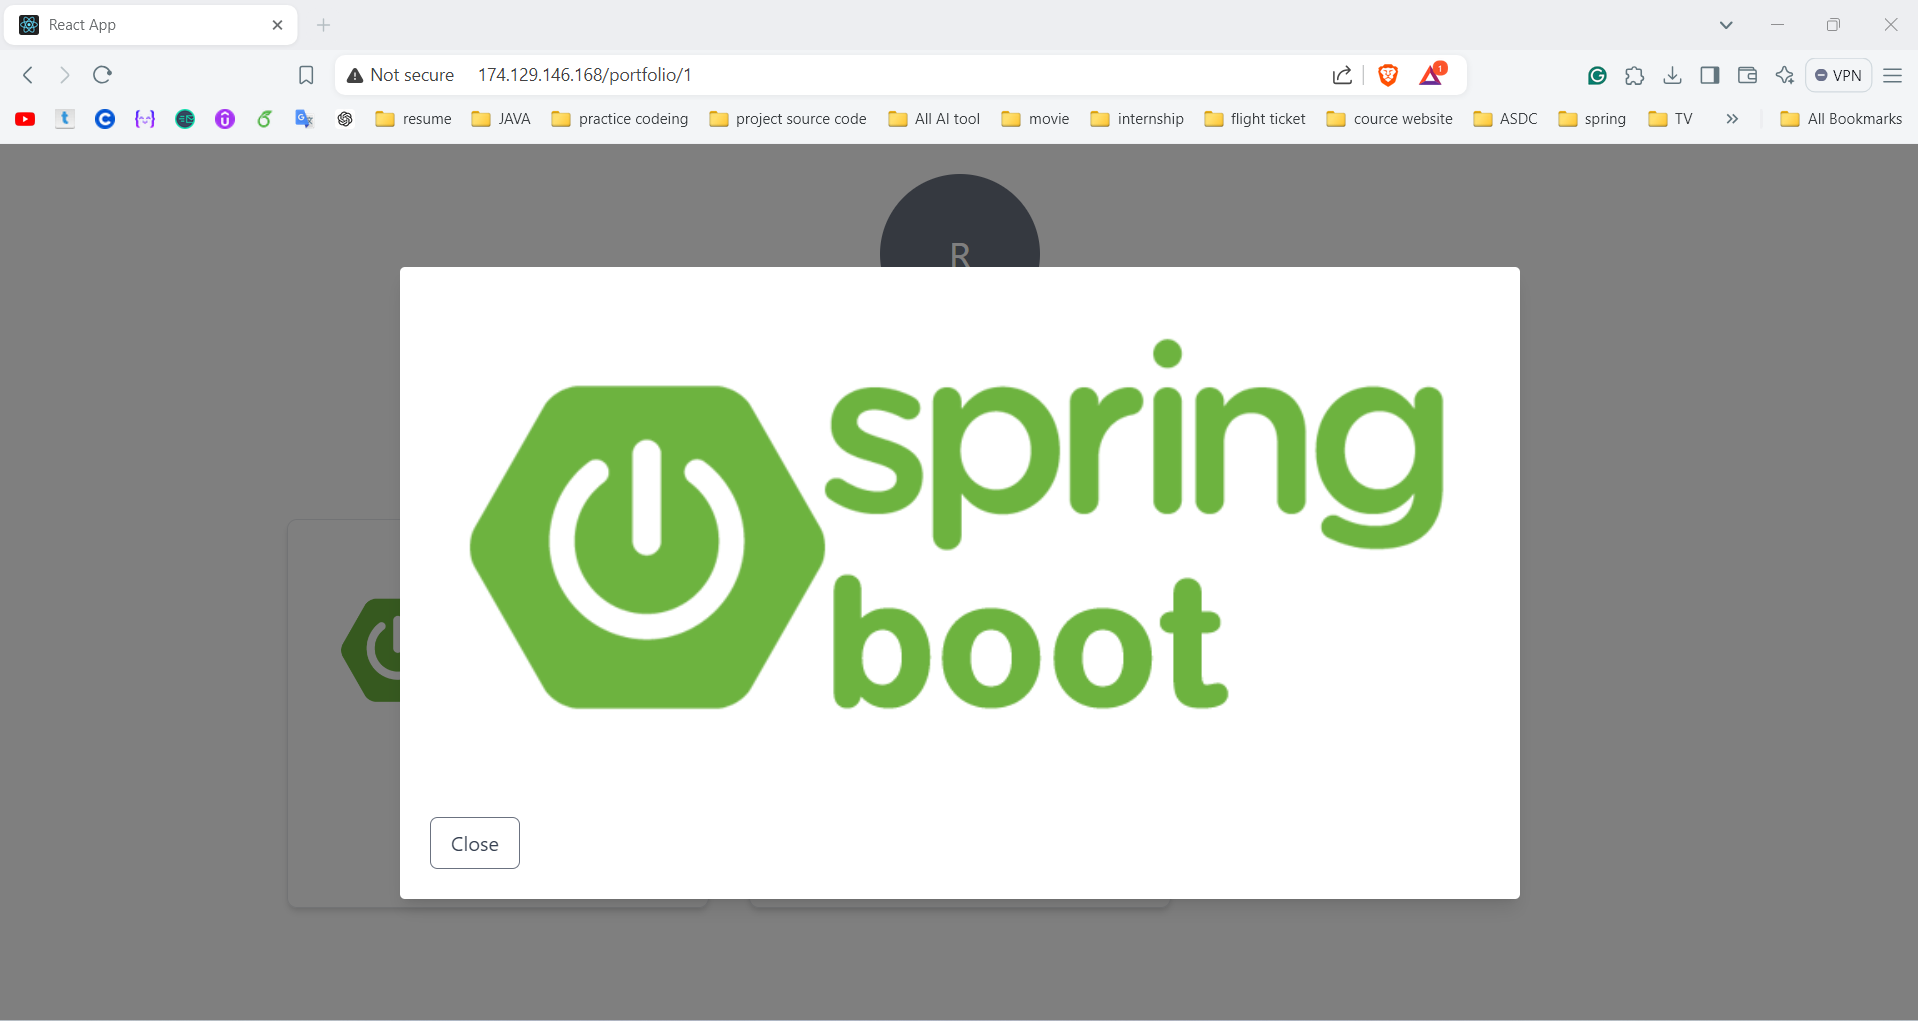 React App
Not secure 174.129.146.168/portfolio/1
1
VPN
resume JAVA practice codeing project source code All AI tool movie internship flight ticket cource website ASDC spring TV All Bookmarks
R
spring
boot
Close